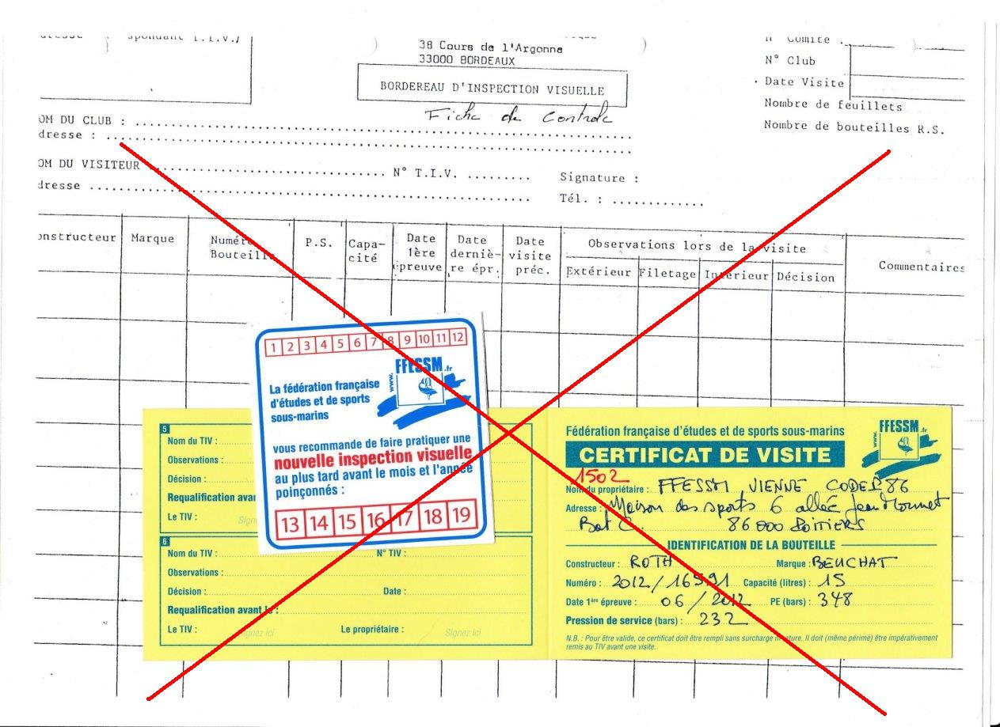 38 Cours de l'Argonne
33000 BORDEAUX
N° Comité
N° Club
Date Visite
Nombre de feuillets
Nombre de bouteilles R.S.
BORDEREAU D'INSPECTION VISUELLE
Fiche de controle
OM DU CLUB :
dresse :
OM DU VISITEUR N° T.I.V. Signature :
dresse Tél. :
onstructeur Marque Numéro Bouteille P.S. Capa-cité Date 1ère épreuve Date derniè-re épr. Date visite préc. Observations lors de la visite Commentaires
Extérieur Filetage Intérieur Décision
1 2 3 4 5 6 7 8 9 10 11 12
FFESSM.fr
www.
La fédération française
d'études et de sports
sous-marins
vous recommande de faire pratiquer une
nouvelle inspection visuelle
au plus tard avant le mois et l'année
poinçonnés :
13 14 15 16 17 18 19
5
Nom du TIV :
Observations :
Décision :
Requalification avan
Le TIV : Sign
6
Nom du TIV : N° TIV :
Observations :
Décision : Date :
Requalification avant le :
Le TIV : Signez ici Le propriétaire : Signez ici
Fédération française d'études et de sports sous-marins
www.
FFESSM.fr
CERTIFICAT DE VISITE
1502
Nom du propriétaire : FFESSM VIENNE CODEP 86
Adresse : Maison des sports 6 allée Jean Monnet
Bat C 86000 POITIERS
IDENTIFICATION DE LA BOUTEILLE
Constructeur : ROTH Marque : BEUCHAT
Numéro : 2012/16591 Capacité (litres) : 15
Date 1ère épreuve : 06/2012 PE (bars) : 348
Pression de service (bars) : 232
N.B. : Pour être valide, ce certificat doit être rempli sans surcharge ni rature. Il doit (même périmé) être impérativement
remis au TIV avant une visite.